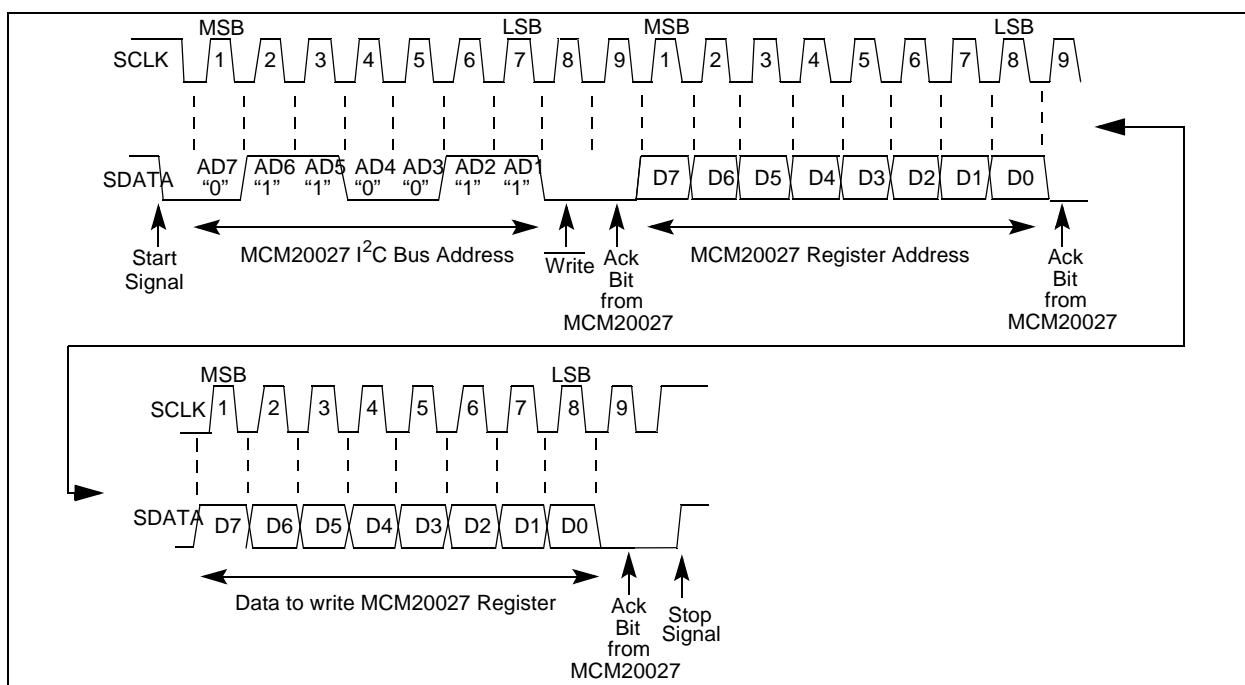 MSB LSB MSB LSB
SCLK 1 2 3 4 5 6 7 8 9 1 2 3 4 5 6 7 8 9
AD7 AD6 AD5 AD4 AD3 AD2 AD1
SDATA "0" "1" "1" "0" "0" "1" "1" D7 D6 D5 D4 D3 D2 D1 D0
Start
Signal
MCM20027 I²C Bus Address
Write
Ack
Bit
from
MCM20027
MCM20027 Register Address
Ack
Bit
from
MCM20027
MSB LSB
SCLK 1 2 3 4 5 6 7 8 9
SDATA D7 D6 D5 D4 D3 D2 D1 D0
Data to write MCM20027 Register
Ack
Bit
from
MCM20027
Stop
Signal